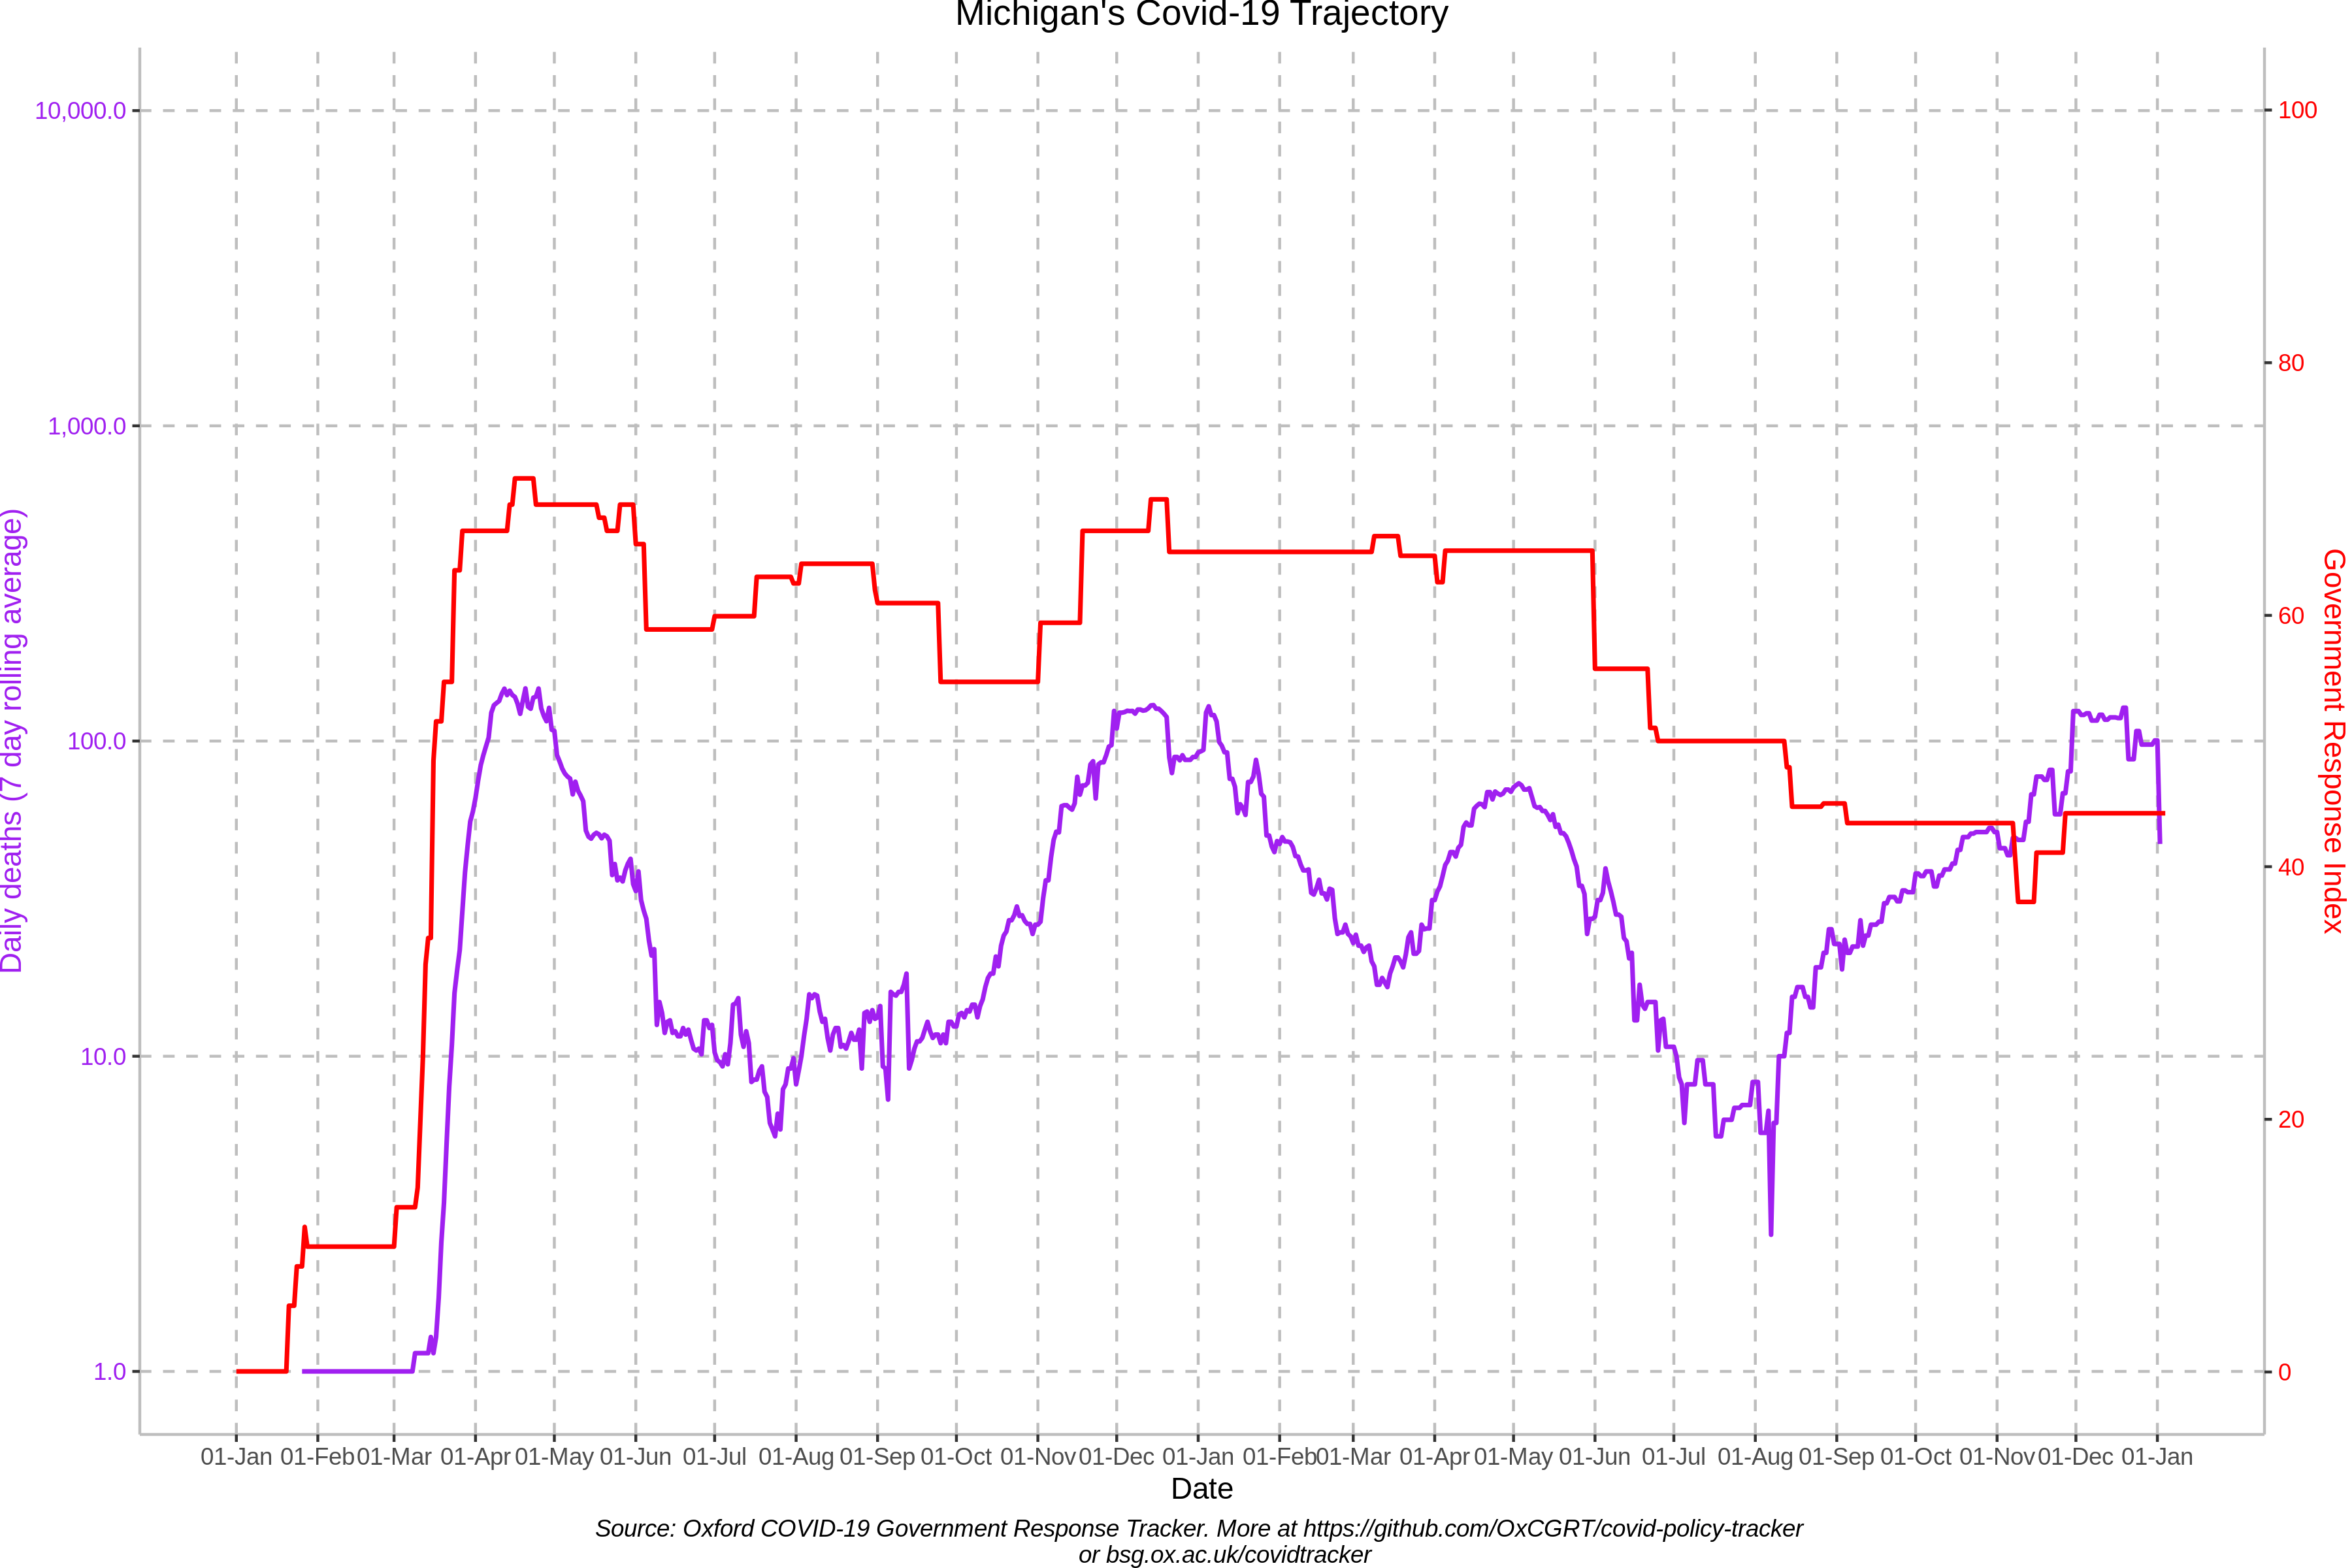 Michigan's Covid-19 Trajectory
10,000.0
1,000.0
100.0
10.0
1.0
Daily deaths (7 day rolling average)
100
80
60
40
20
0
Government Response Index
01-Jan 01-Feb 01-Mar 01-Apr 01-May 01-Jun 01-Jul 01-Aug 01-Sep 01-Oct 01-Nov 01-Dec 01-Jan 01-Feb 01-Mar 01-Apr 01-May 01-Jun 01-Jul 01-Aug 01-Sep 01-Oct 01-Nov 01-Dec 01-Jan
Date
Source: Oxford COVID-19 Government Response Tracker. More at https://github.com/OxCGRT/covid-policy-tracker
or bsg.ox.ac.uk/covidtracker